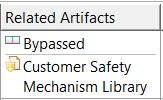 Related Artifacts
Bypassed
Customer Safety
Mechanism Library